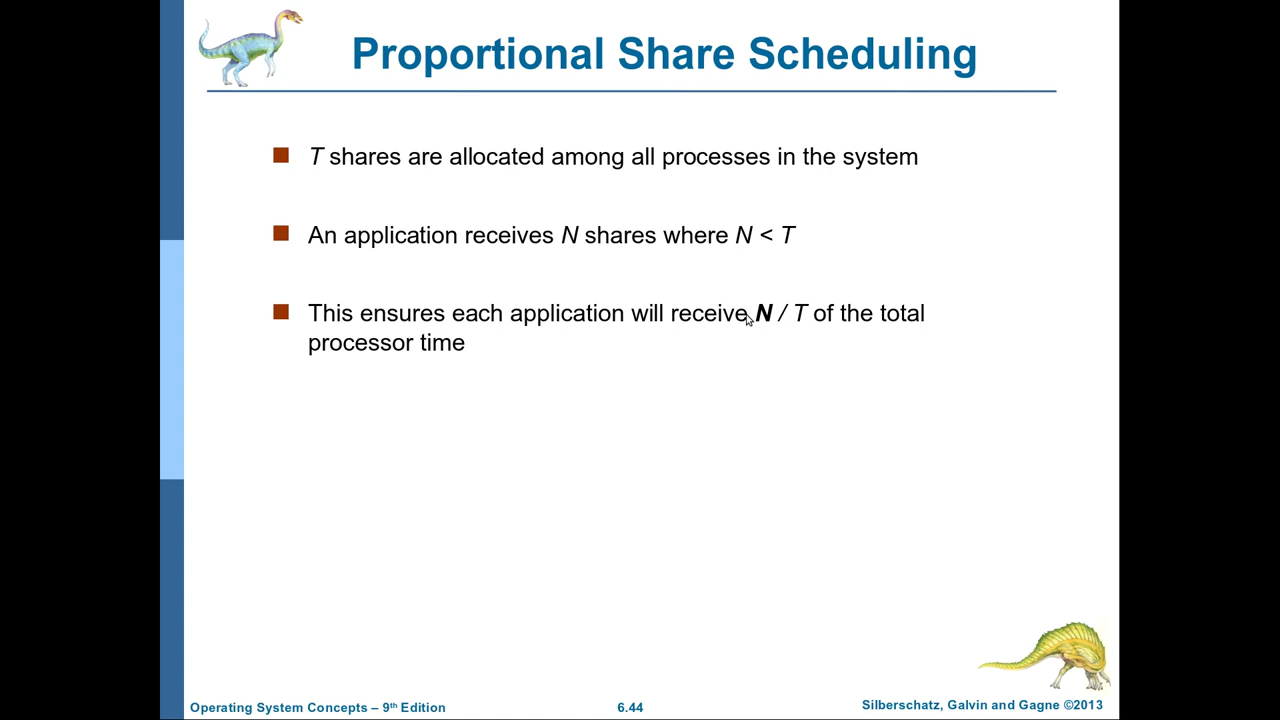 Proportional Share Scheduling
T shares are allocated among all processes in the system
An application receives N shares where N < T
This ensures each application will receive N / T of the total
processor time
Operating System Concepts – 9th Edition
6.44
Silberschatz, Galvin and Gagne ©2013